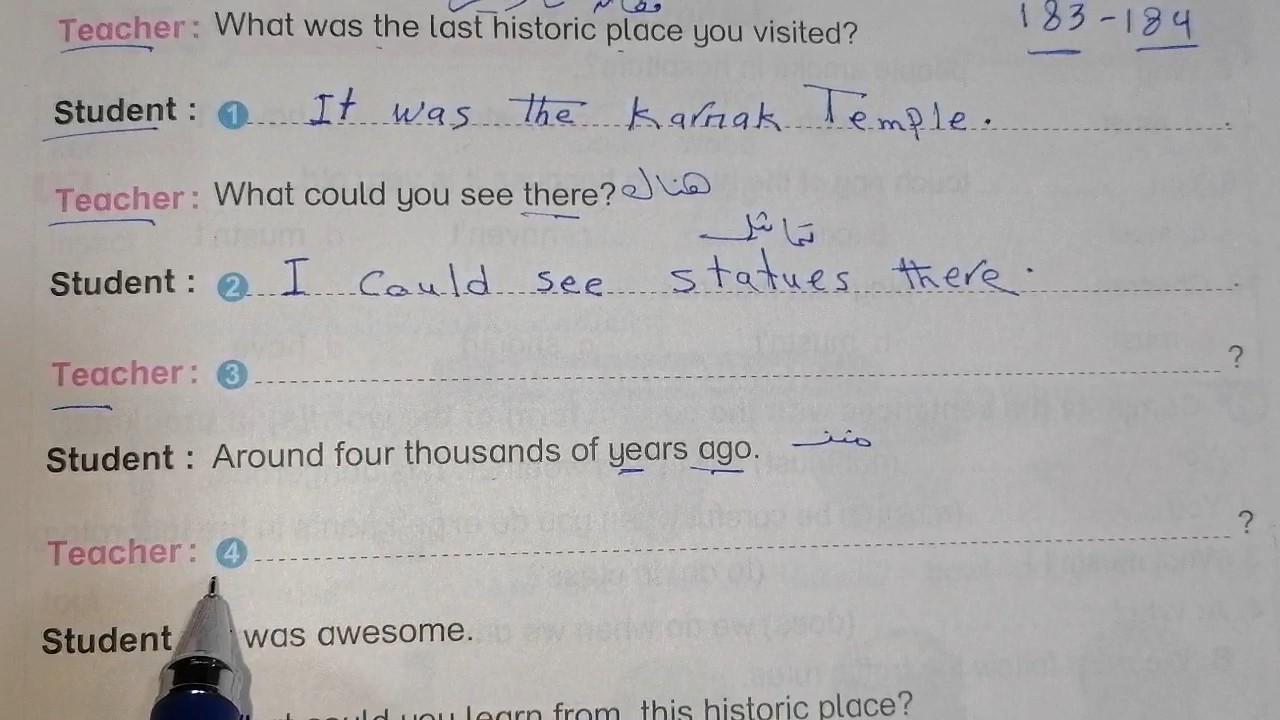 Teacher: What was the last historic place you visited? 183-184
Student : 1 It was the Karnak Temple.
Teacher: What could you see there? هناك
تماثيل
Student : 2 I Could see statues there.
Teacher: 3 ?
Student : Around four thousands of years ago. منذ
Teacher: 4 ?
Student was awesome.
could you learn from this historic place?